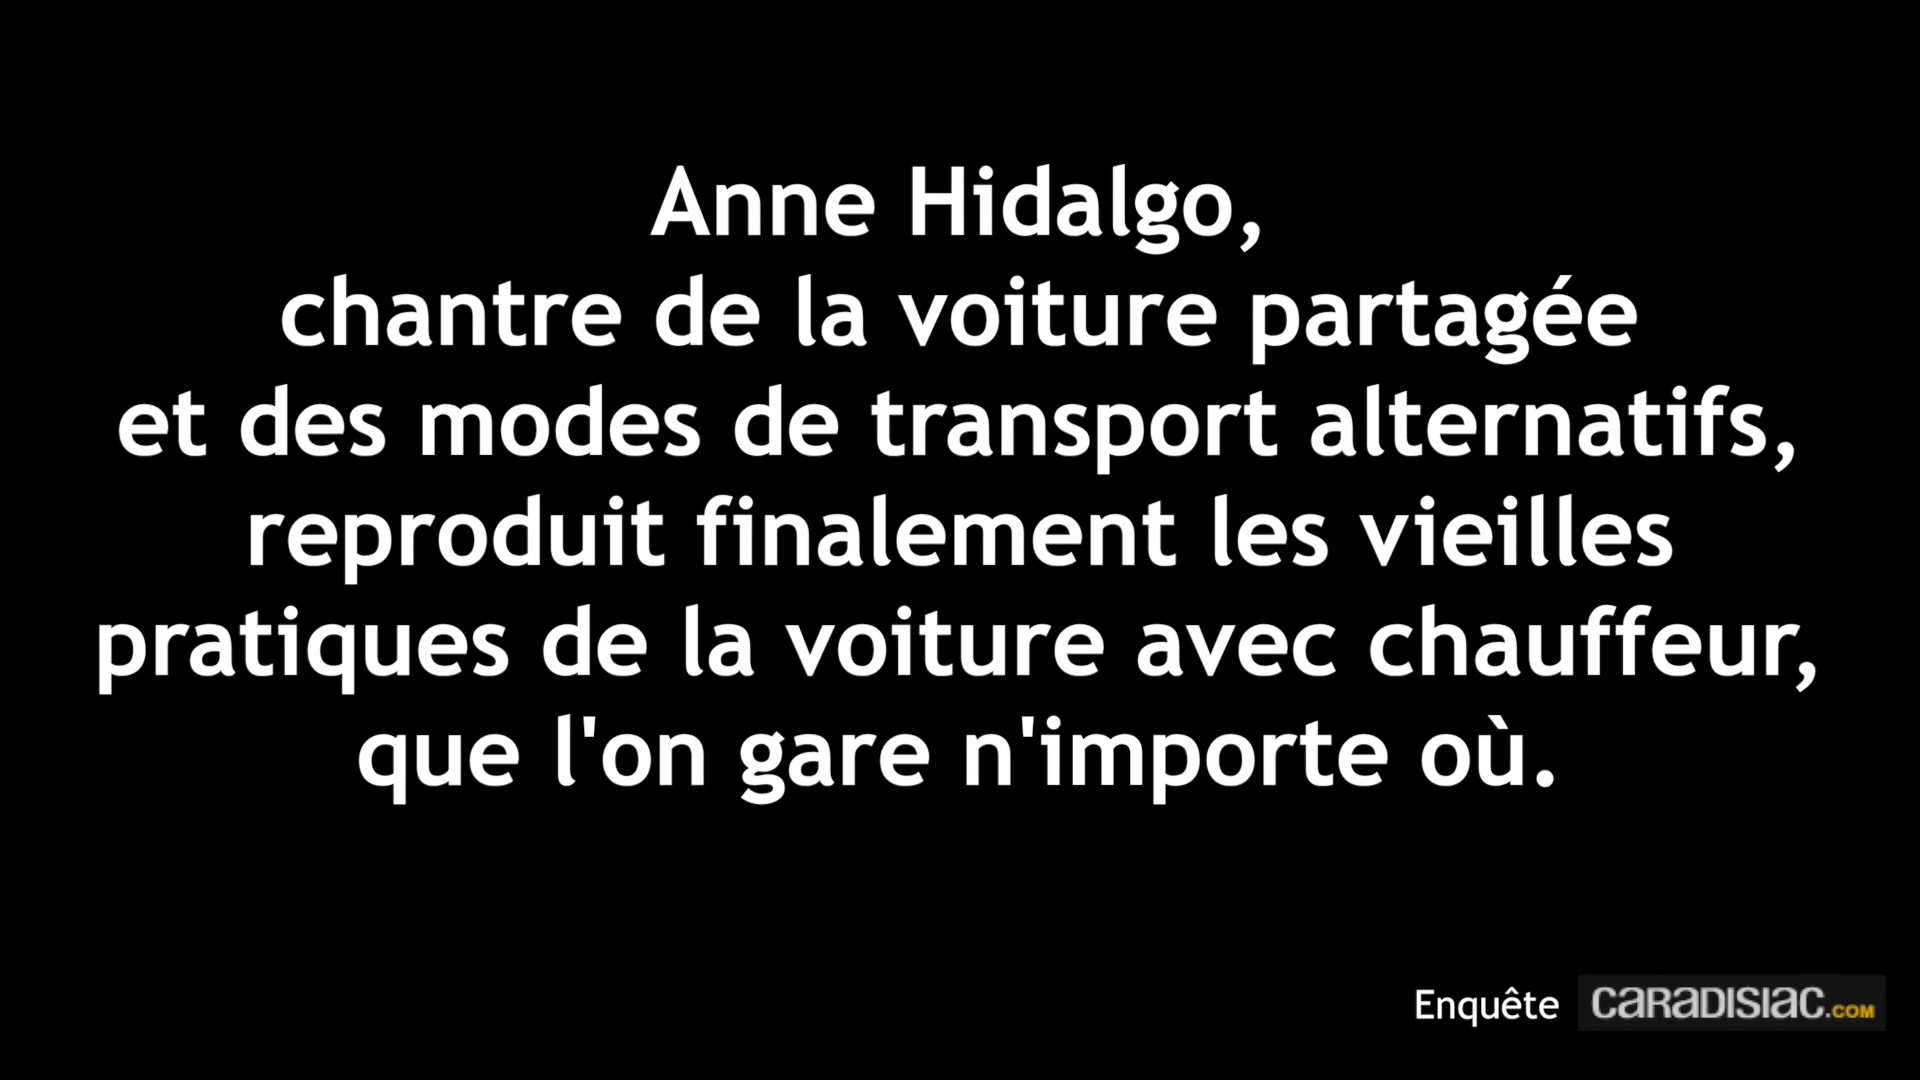 Anne Hidalgo,
chantre de la voiture partagée
et des modes de transport alternatifs,
reproduit finalement les vieilles
pratiques de la voiture avec chauffeur,
que l'on gare n'importe où.
Enquête CARADISIAC.COM